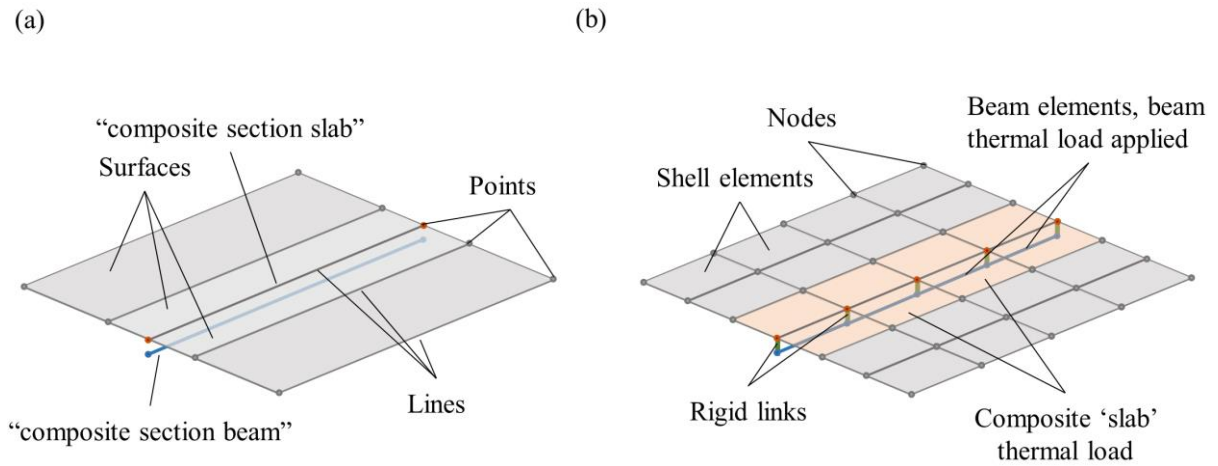 (a)
“composite section slab”
Surfaces
Points
Lines
“composite section beam”
(b)
Nodes
Beam elements, beam
thermal load applied
Shell elements
Rigid links
Composite ‘slab’
thermal load